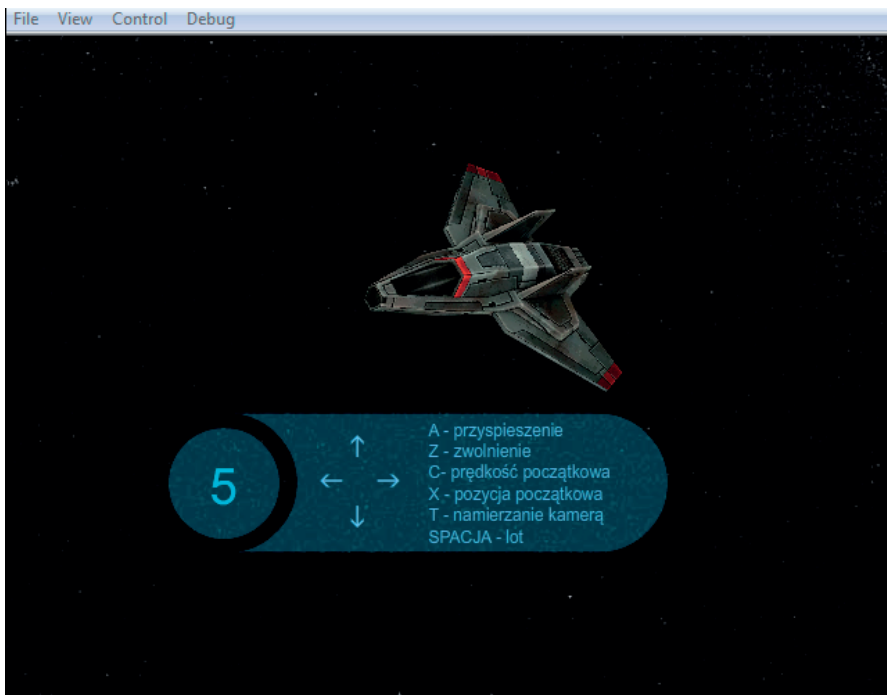 File View Control Debug
5
↑
← →
↓
A - przyspieszenie
Z - zwolnienie
C- prędkość początkowa
X - pozycja początkowa
T - namierzanie kamerą
SPACJA - lot